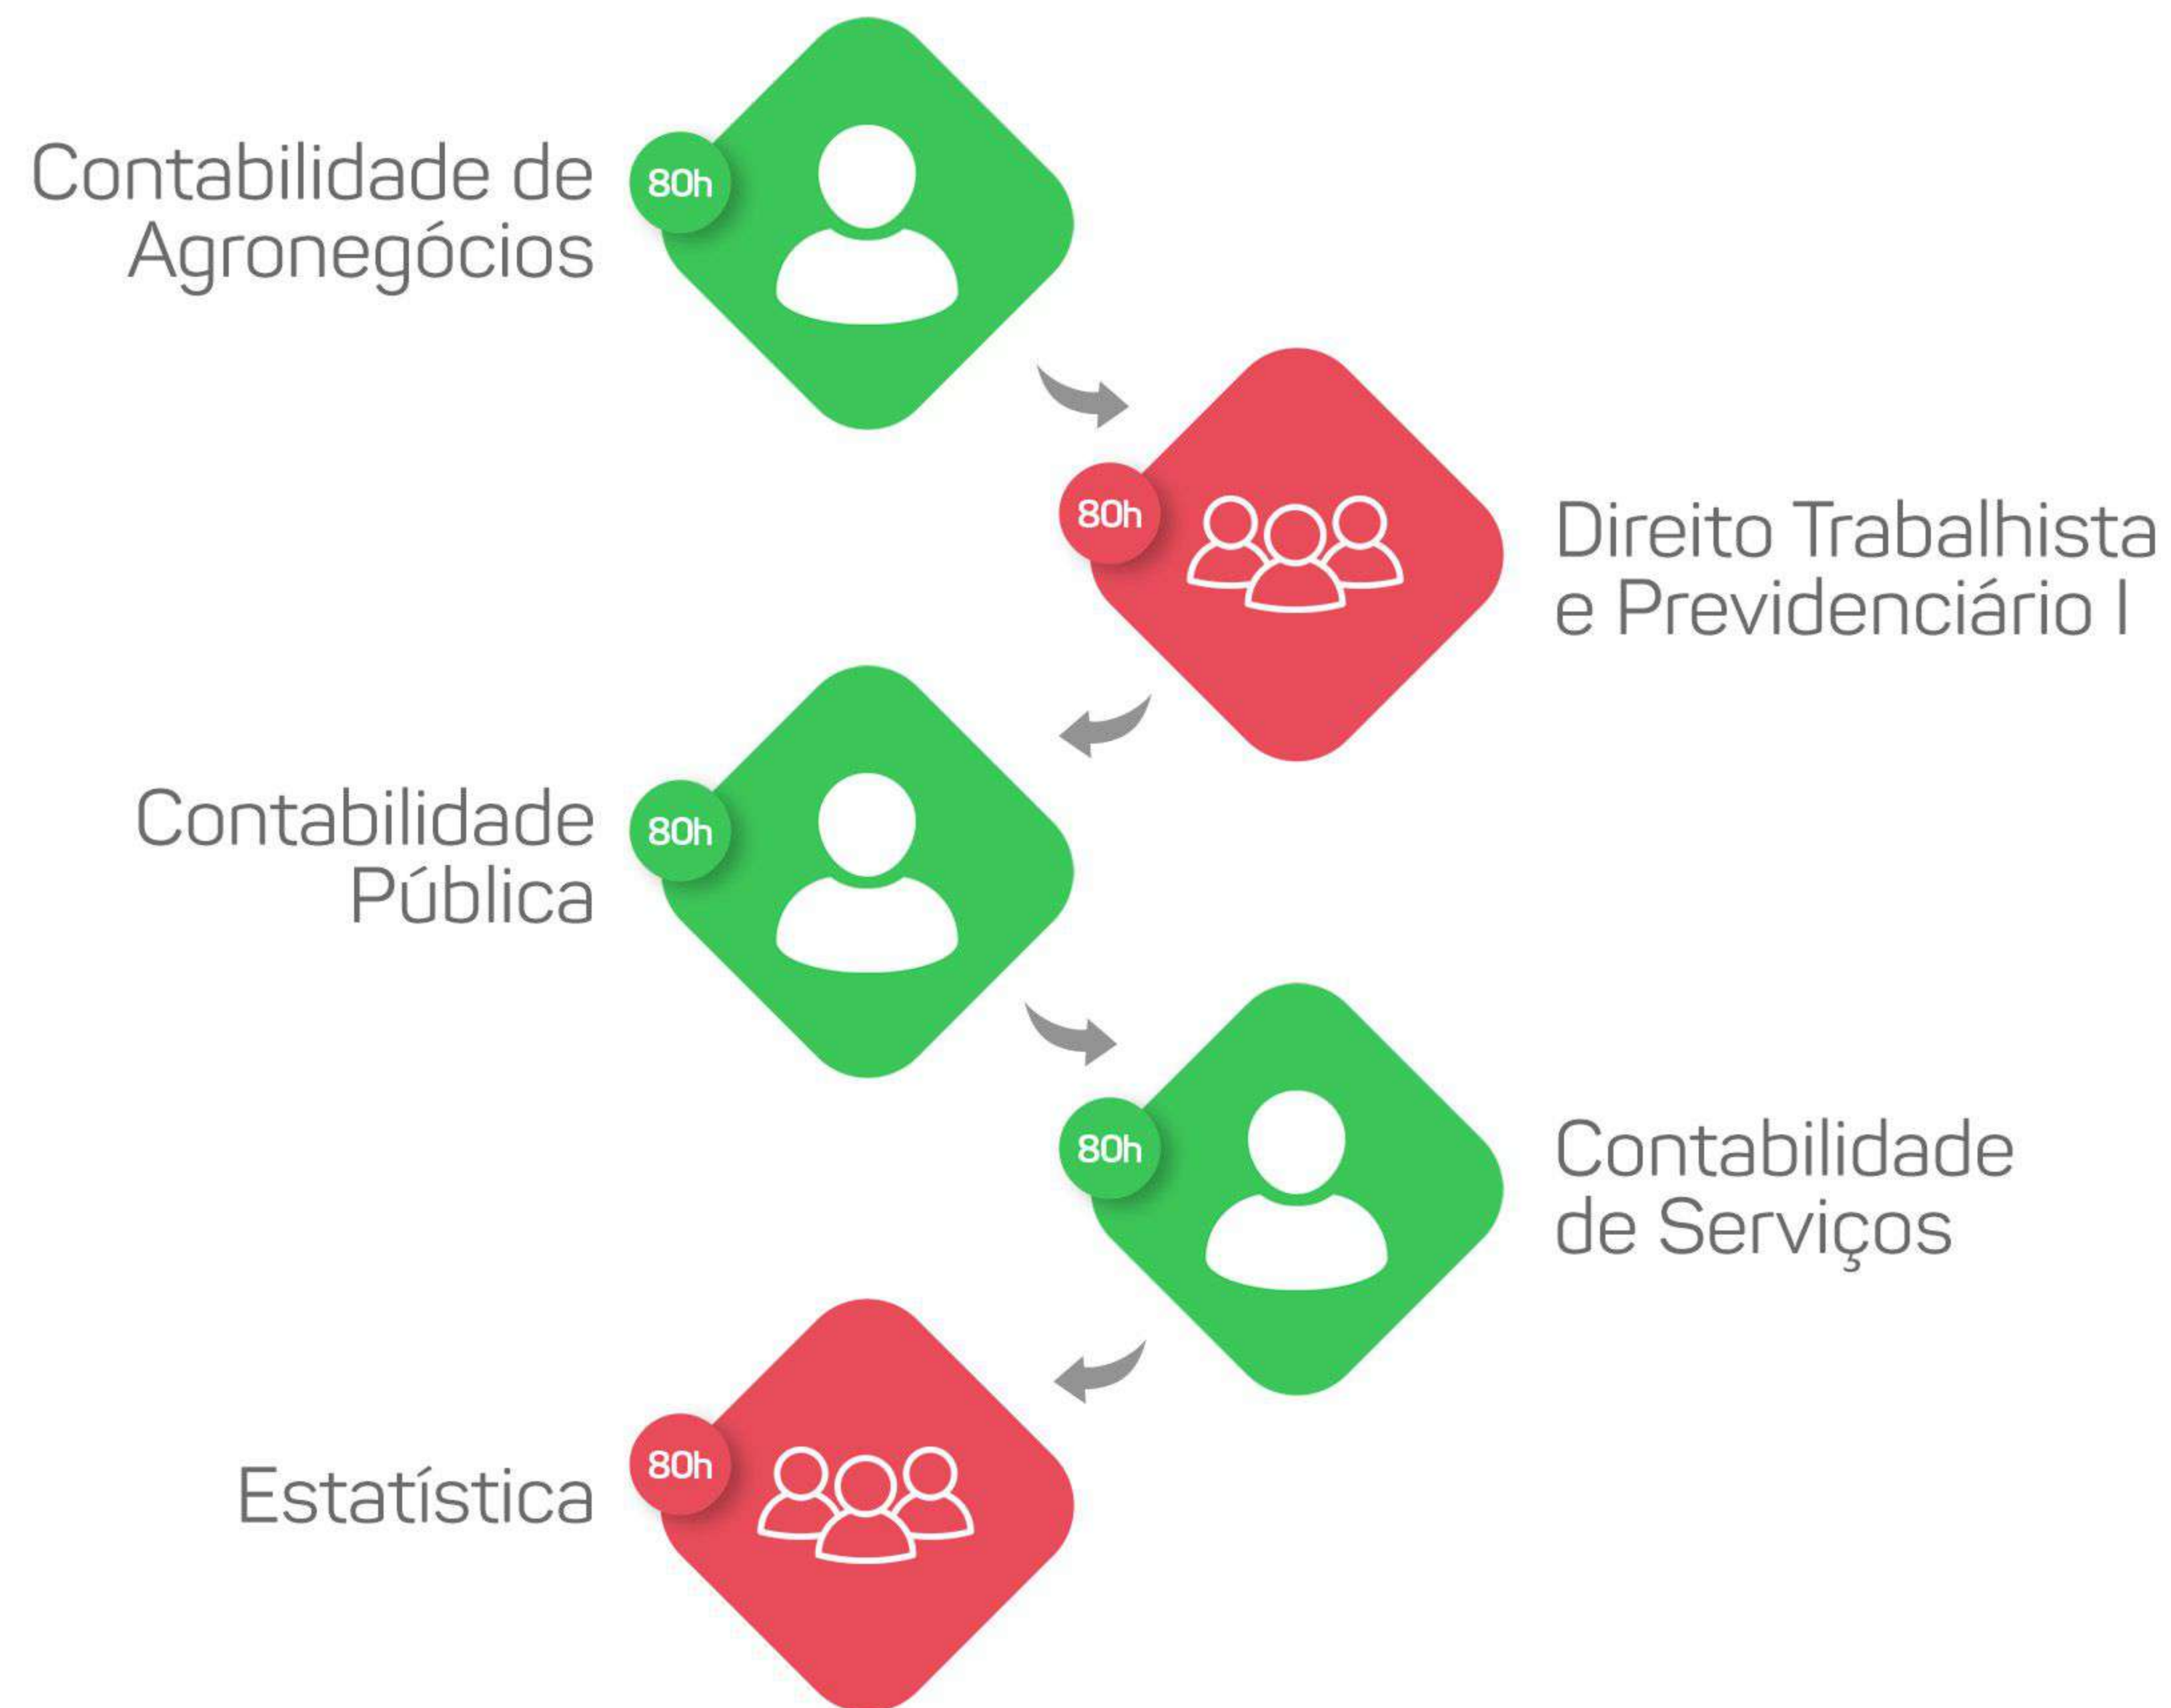 Contabilidade de
Agronegócios
80h
80h
Direito Trabalhista
e Previdenciário I
Contabilidade
Pública
80h
80h
Contabilidade
de Serviços
Estatística
80h